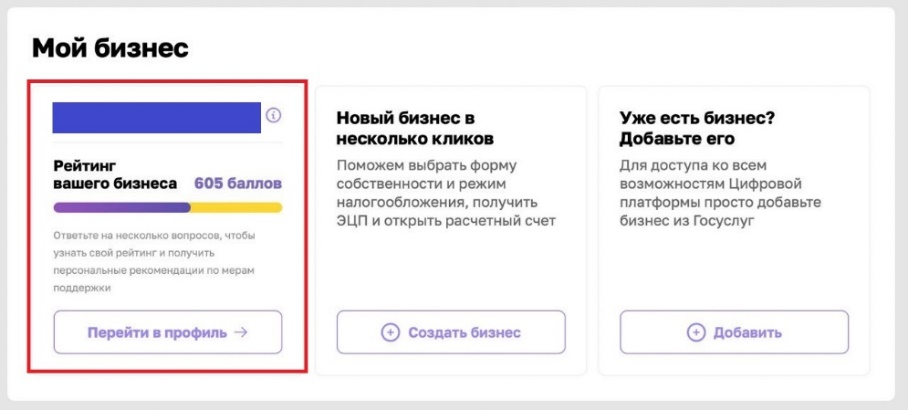 Мой бизнес
Рейтинг
вашего бизнеса 605 баллов
Ответьте на несколько вопросов, чтобы
узнать свой рейтинг и получить
персональные рекомендации по мерам
поддержки
Перейти в профиль →
Новый бизнес в
несколько кликов
Поможем выбрать форму
собственности и режим
налогообложения, получить
ЭЦП и открыть расчетный счет
Создать бизнес
Уже есть бизнес?
Добавьте его
Для доступа ко всем
возможностям Цифровой
платформы просто добавьте
бизнес из Госуслуг
Добавить